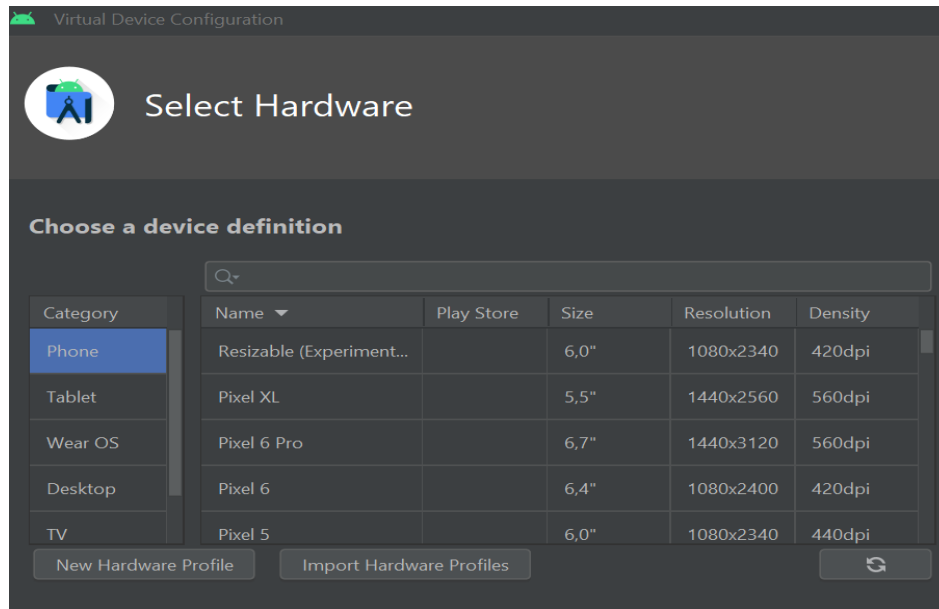 Virtual Device Configuration
Select Hardware
Choose a device definition
Category
Phone
Tablet
Wear OS
Desktop
TV
Name Play Store Size Resolution Density
Resizable (Experiment... 6,0" 1080x2340 420dpi
Pixel XL 5,5" 1440x2560 560dpi
Pixel 6 Pro 6,7" 1440x3120 560dpi
Pixel 6 6,4" 1080x2400 420dpi
Pixel 5 6,0" 1080x2340 440dpi
New Hardware Profile Import Hardware Profiles